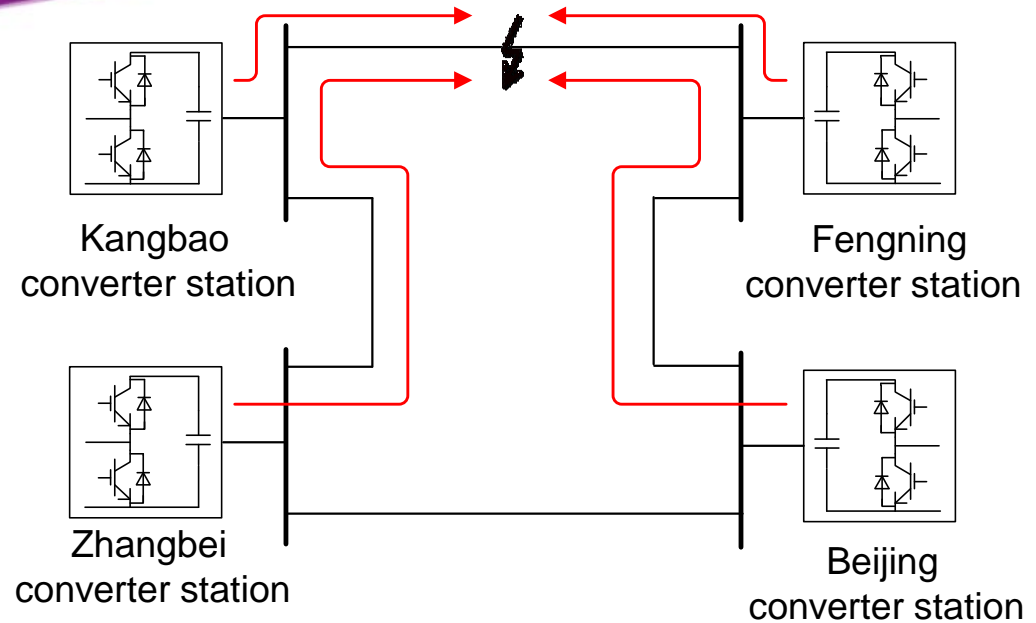 Kangbao
converter station
Fengning
converter station
Zhangbei
converter station
Beijing
converter station